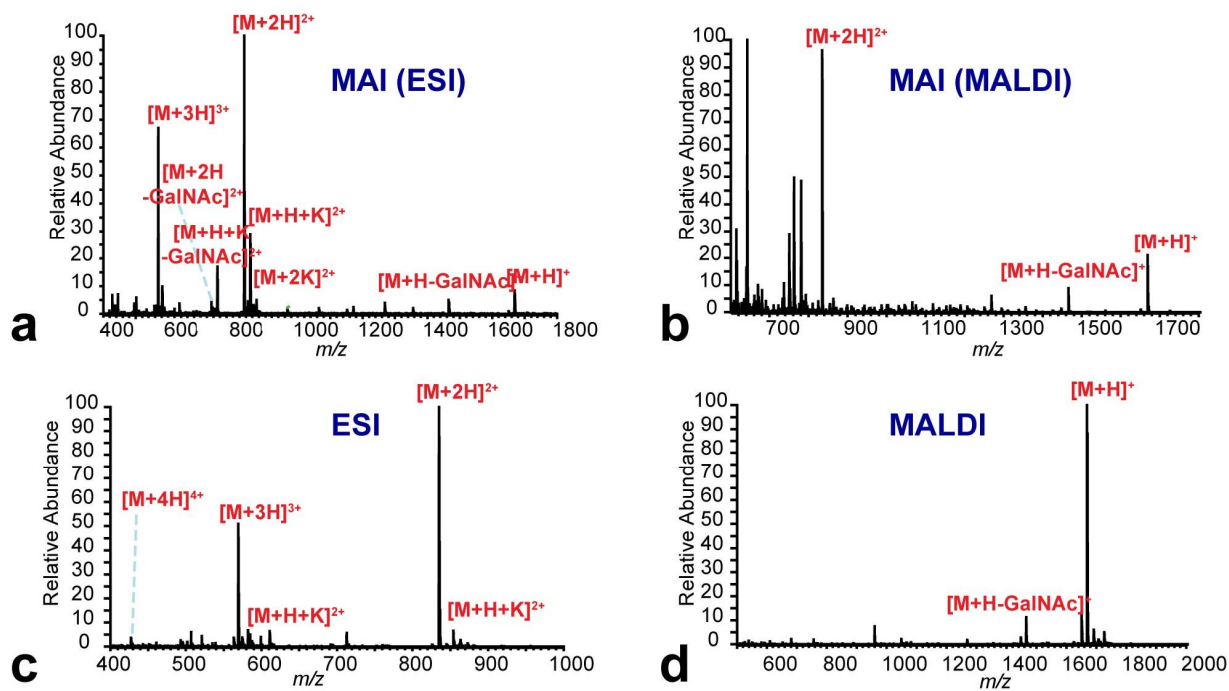 [M+2H]2+
MAI (ESI)
[M+3H]3+
[M+2H
-GalNAc]2+
[M+H+K
-GalNAc]2+
[M+H+K]2+
[M+2K]2+
[M+H-GalNAc]+
[M+H]+
Relative Abundance
100
90
80
70
60
50
40
30
20
10
0
400 600 800 1000 1200 1400 1600 1800
m/z
a
[M+2H]2+
MAI (MALDI)
[M+H-GalNAc]+
[M+H]+
Relative Abundance
100
90
80
70
60
50
40
30
20
10
0
700 900 1100 1300 1500 1700
m/z
b
[M+2H]2+
ESI
[M+4H]4+
[M+3H]3+
[M+H+K]2+
[M+H+K]2+
Relative Abundance
100
90
80
70
60
50
40
30
20
10
0
400 500 600 700 800 900 1000
m/z
c
[M+H]+
MALDI
[M+H-GalNAc]+
Relative Abundance
100
90
80
70
60
50
40
30
20
10
0
600 800 1000 1200 1400 1600 1800 2000
m/z
d